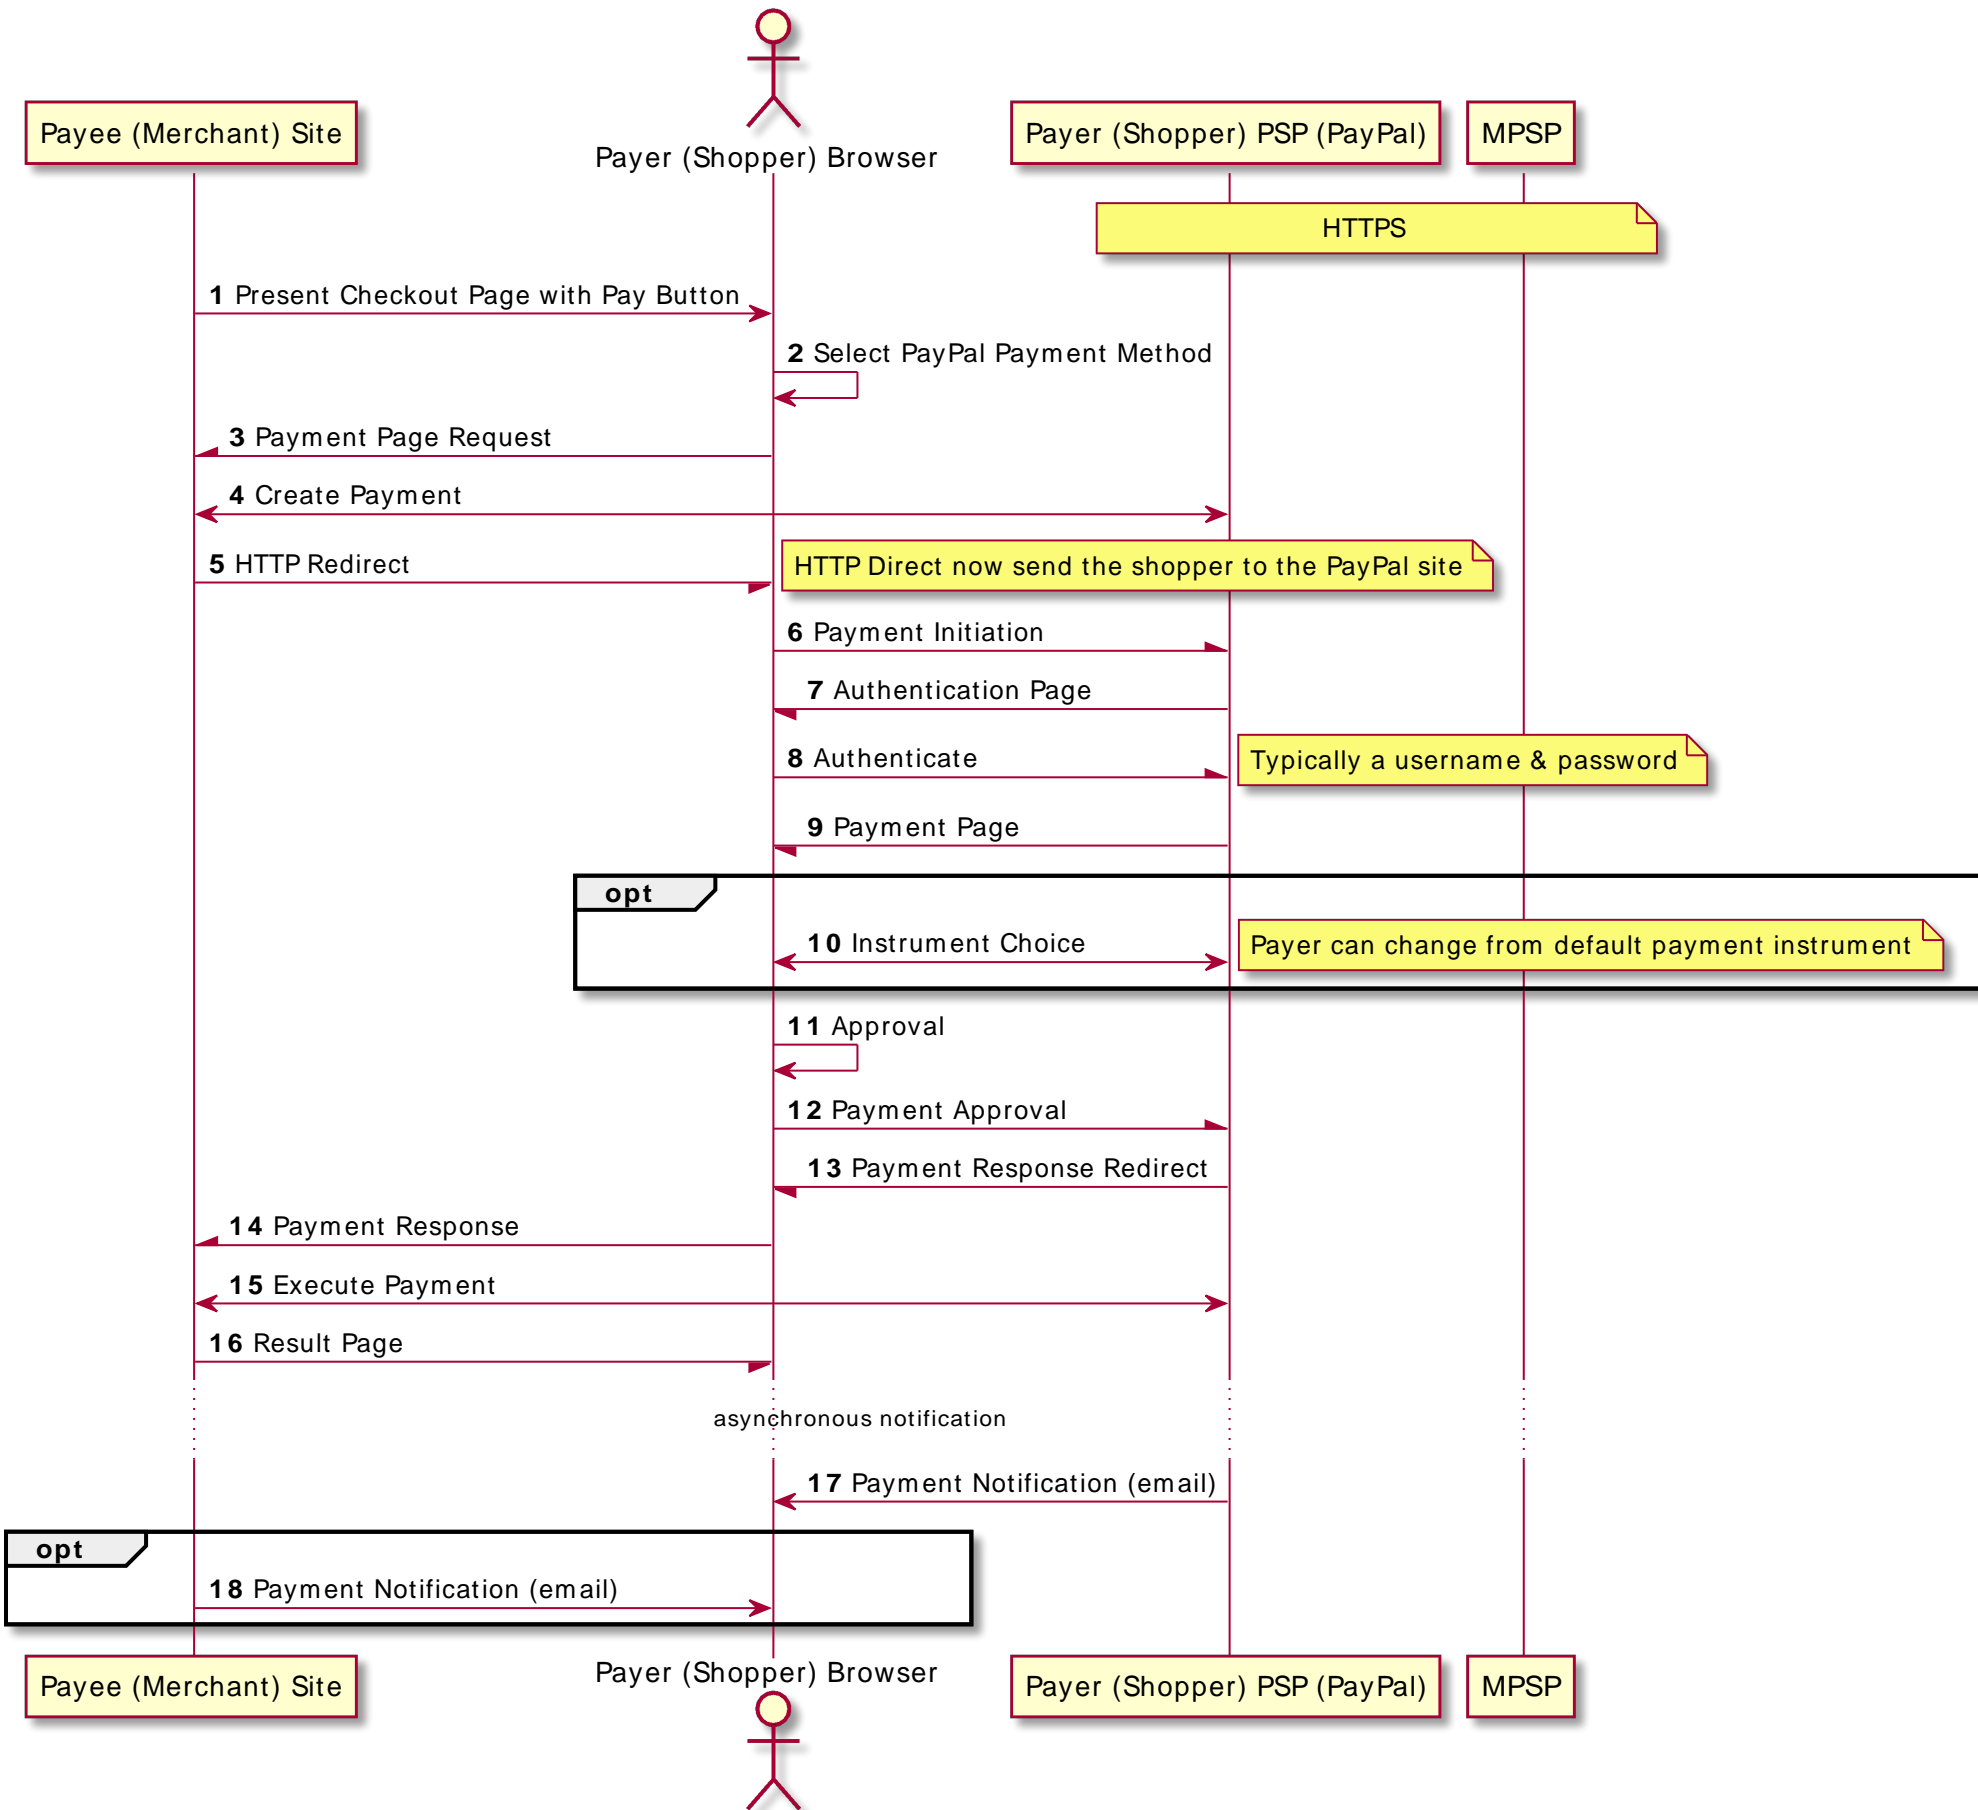 Payee (Merchant) Site
Payer (Shopper) Browser
Payer (Shopper) PSP (PayPal)
MPSP
HTTPS
1 Present Checkout Page with Pay Button
2 Select PayPal Payment Method
3 Payment Page Request
4 Create Payment
5 HTTP Redirect
HTTP Direct now send the shopper to the PayPal site
6 Payment Initiation
7 Authentication Page
8 Authenticate
Typically a username & password
9 Payment Page
opt
10 Instrument Choice
Payer can change from default payment instrument
11 Approval
12 Payment Approval
13 Payment Response Redirect
14 Payment Response
15 Execute Payment
16 Result Page
asynchronous notification
17 Payment Notification (email)
opt
18 Payment Notification (email)
Payee (Merchant) Site
Payer (Shopper) Browser
Payer (Shopper) PSP (PayPal)
MPSP